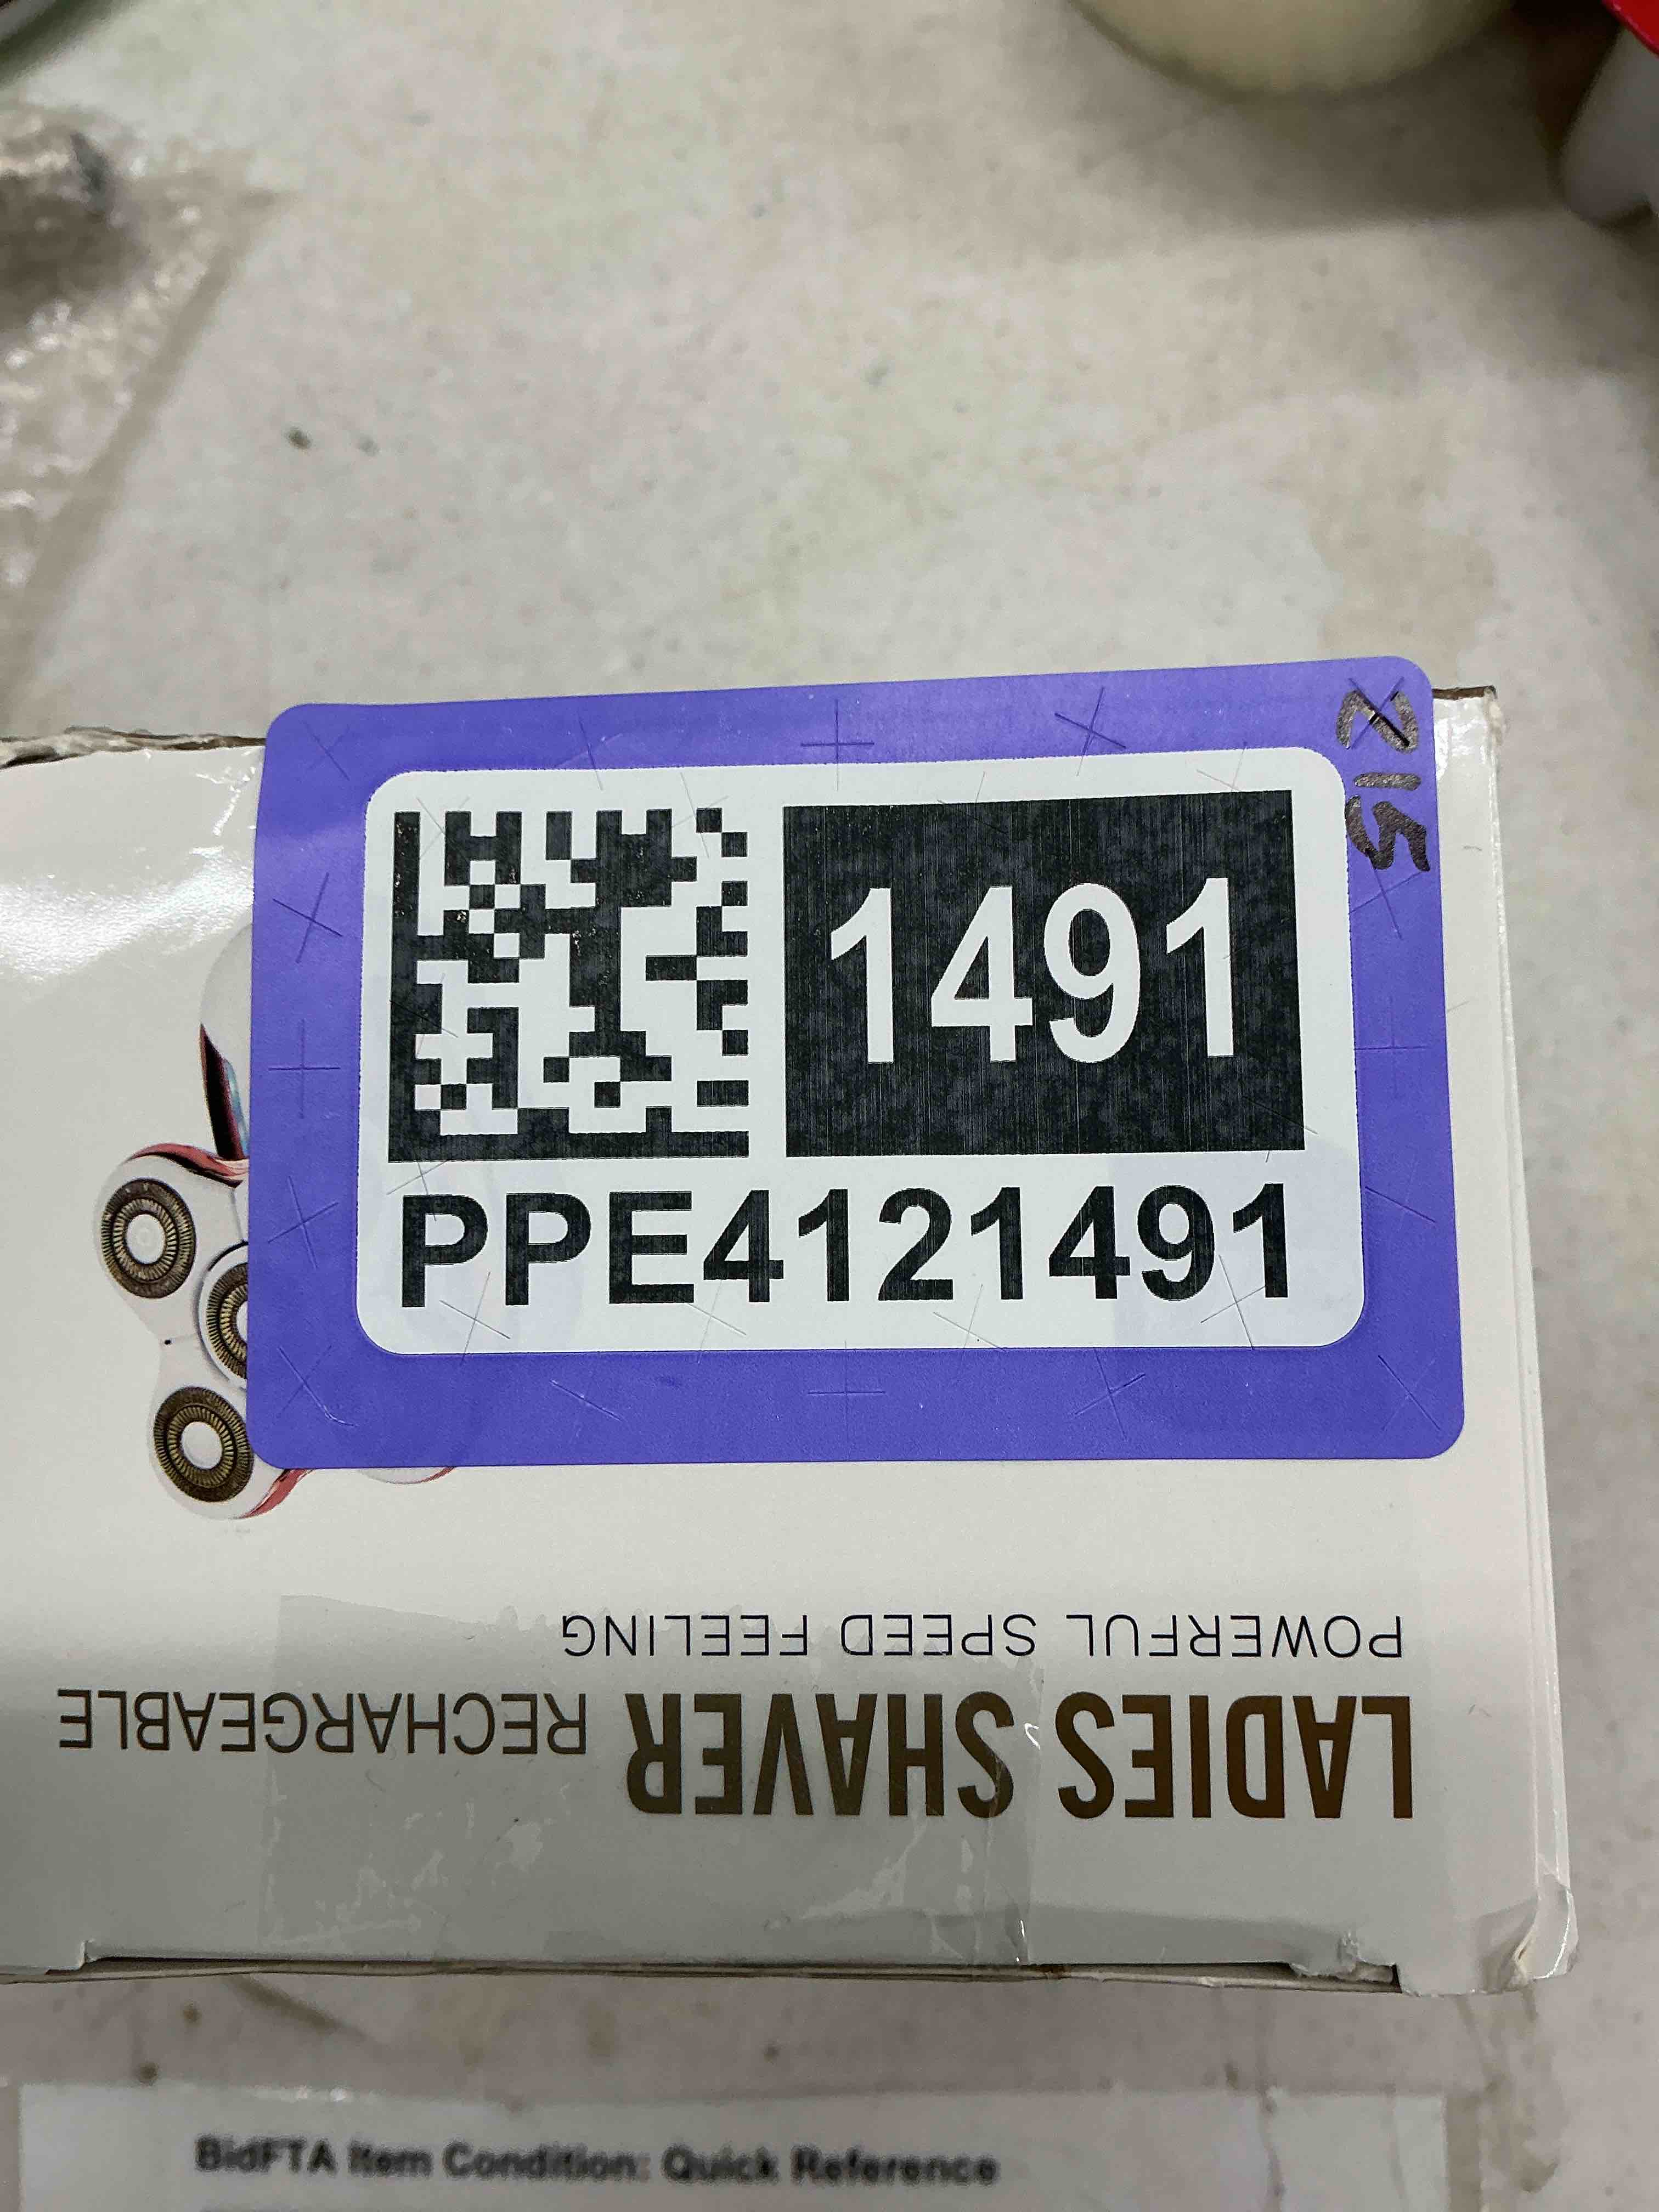 215
1491
PPE4121491
LADIES SHAVER RECHARGEABLE
POWERFUL SPEED FEELING
BidFTA Item Condition: Quick Reference